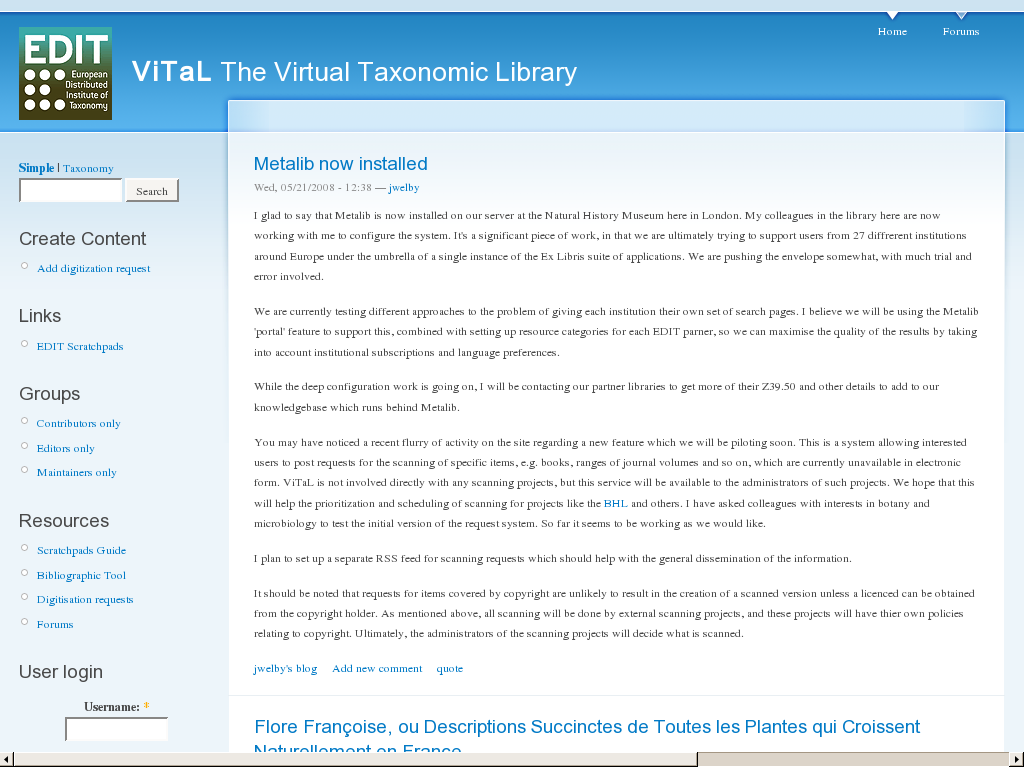 Home Forums
EDIT
European
Distributed
Institute of
Taxonomy
ViTaL The Virtual Taxonomic Library
Simple | Taxonomy
Search
Create Content
Add digitization request
Links
EDIT Scratchpads
Groups
Contributors only
Editors only
Maintainers only
Resources
Scratchpads Guide
Bibliographic Tool
Digitisation requests
Forums
User login
Username: *
Metalib now installed
Wed, 05/21/2008 - 12:38 — jwelby
I glad to say that Metalib is now installed on our server at the Natural History Museum here in London. My colleagues in the library here are now
working with me to configure the system. It's a significant piece of work, in that we are ultimately trying to support users from 27 diffrerent institutions
around Europe under the umbrella of a single instance of the Ex Libris suite of applications. We are pushing the envelope somewhat, with much trial and
error involved.
We are currently testing different approaches to the problem of giving each institution their own set of search pages. I believe we will be using the Metalib
'portal' feature to support this, combined with setting up resource categories for each EDIT parner, so we can maximise the quality of the results by taking
into account institutional subscriptions and language preferences.
While the deep configuration work is going on, I will be contacting our partner libraries to get more of their Z39.50 and other details to add to our
knowledgebase which runs behind Metalib.
You may have noticed a recent flurry of activity on the site regarding a new feature which we will be piloting soon. This is a system allowing interested
users to post requests for the scanning of specific items, e.g. books, ranges of journal volumes and so on, which are currently unavailable in electronic
form. ViTaL is not involved directly with any scanning projects, but this service will be available to the administrators of such projects. We hope that this
will help the prioritization and scheduling of scanning for projects like the BHL and others. I have asked colleagues with interests in botany and
microbiology to test the initial version of the request system. So far it seems to be working as we would like.
I plan to set up a separate RSS feed for scanning requests which should help with the general dissemination of the information.
It should be noted that requests for items covered by copyright are unlikely to result in the creation of a scanned version unless a licenced can be obtained
from the copyright holder. As mentioned above, all scanning will be done by external scanning projects, and these projects will have thier own policies
relating to copyright. Ultimately, the administrators of the scanning projects will decide what is scanned.
jwelby's blog Add new comment quote
Flore Françoise, ou Descriptions Succinctes de Toutes les Plantes qui Croissent
Naturellement en France